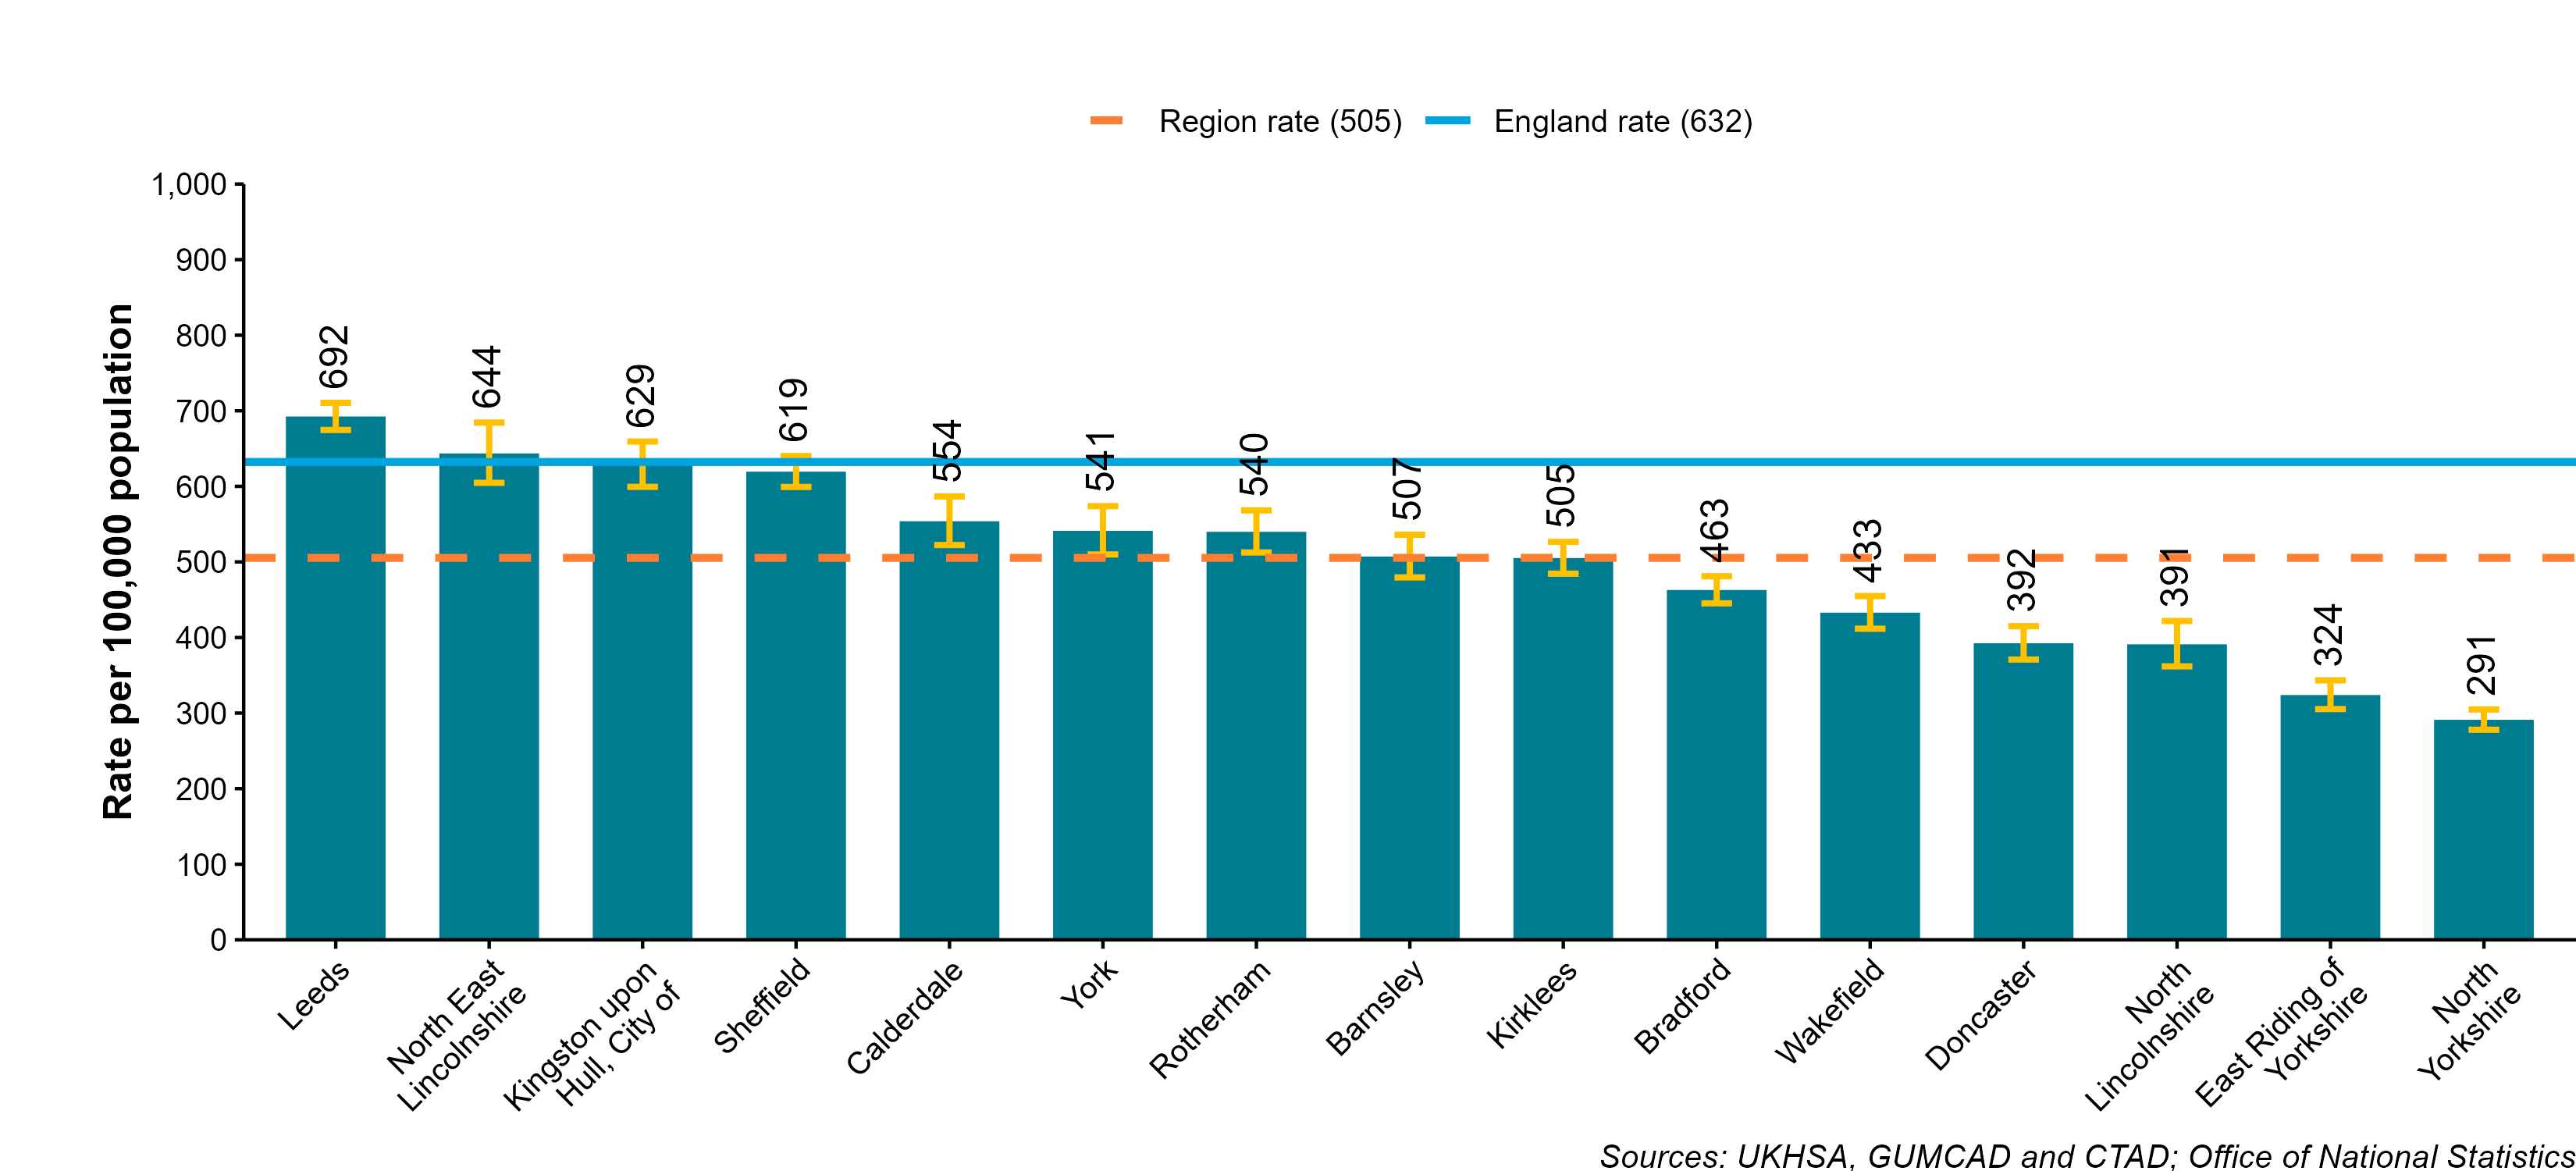 Region rate (505) England rate (632)
Rate per 100,000 population
1,000
900
800
700
600
500
400
300
200
100
0
692
644
629
619
554
541
540
507
505
463
433
392
391
324
291
Leeds
North East
Lincolnshire
Kingston upon
Hull, City of
Sheffield
Calderdale
York
Rotherham
Barnsley
Kirklees
Bradford
Wakefield
Doncaster
North
Lincolnshire
East Riding of
Yorkshire
North
Yorkshire
Sources: UKHSA, GUMCAD and CTAD; Office of National Statistics